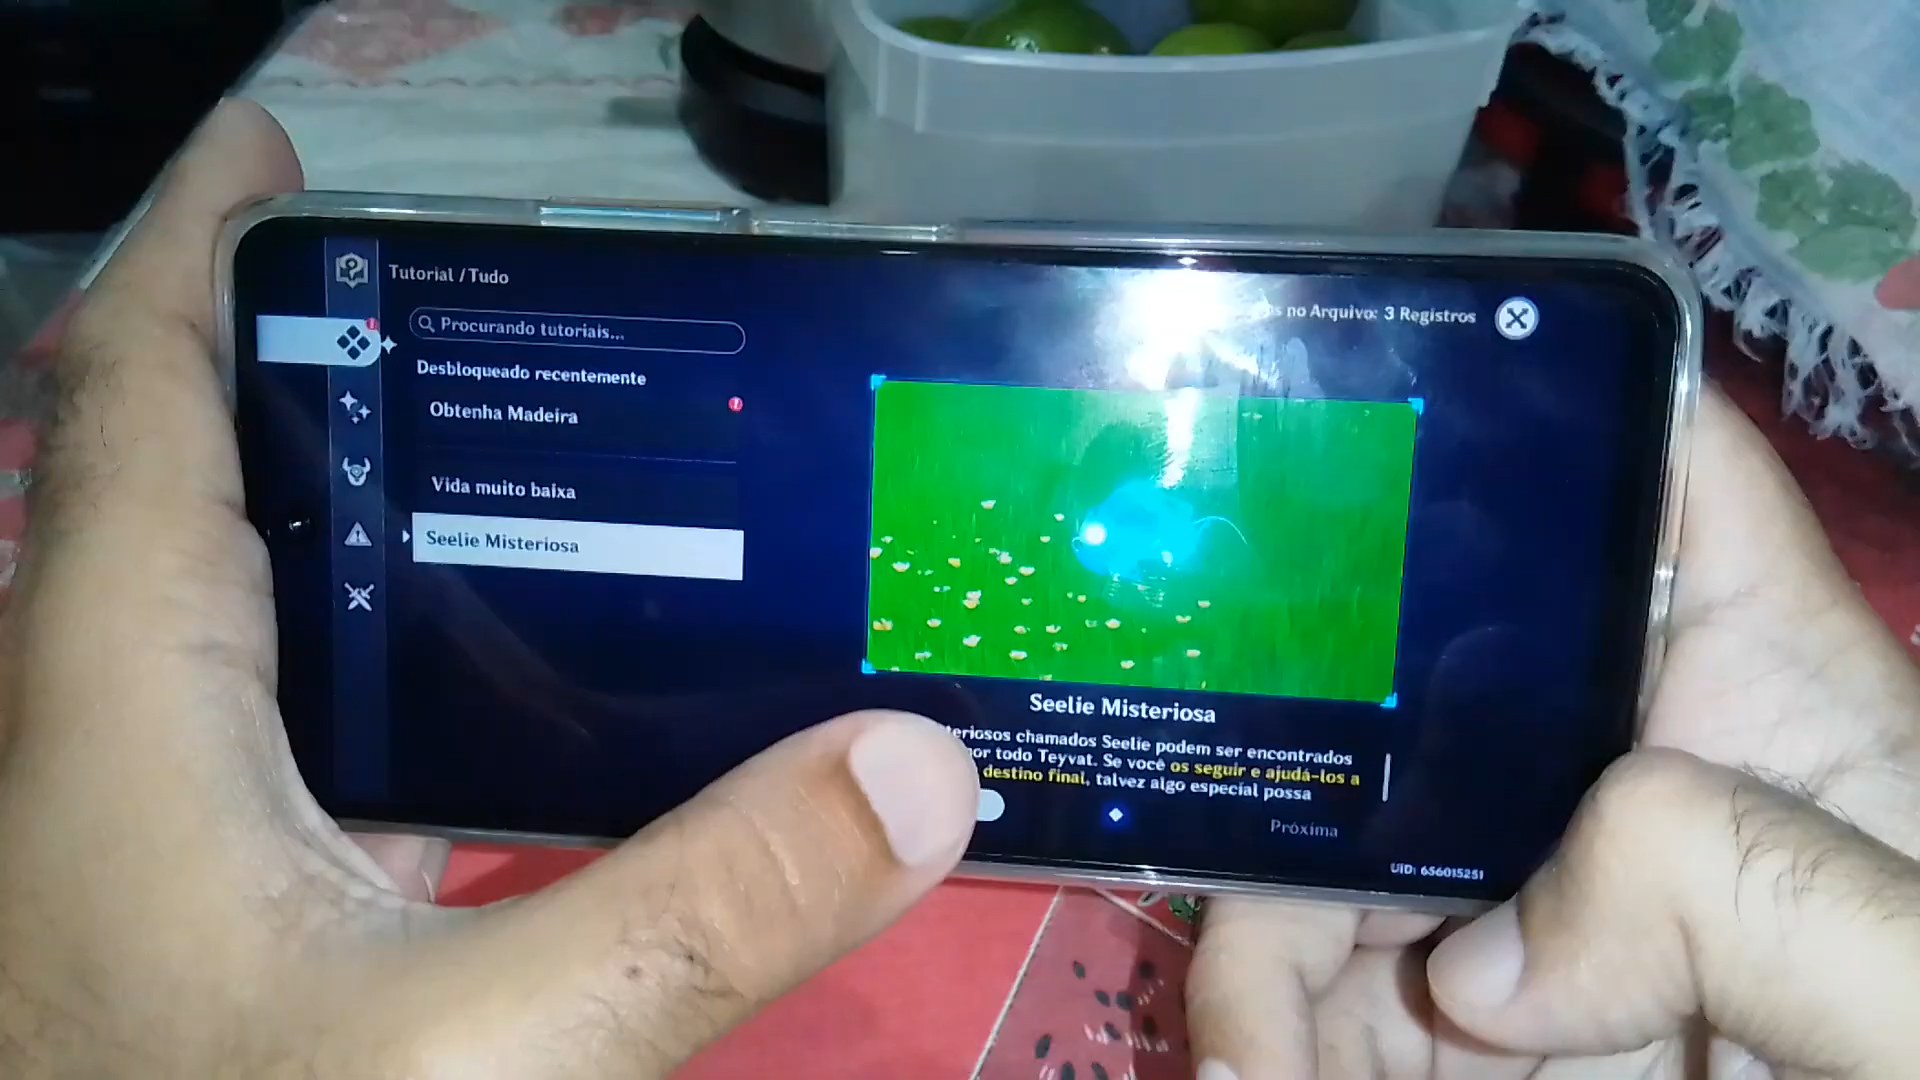 Tutorial /Tudo
no Arquivo: 3 Registros
Procurando tutoriais...
Desbloqueado recentemente
Obtenha Madeira
Vida muito baixa
Seelie Misteriosa
Seelie Misteriosa
chamados Seelie podem ser encontrados
por todo Teyvat. Se você os seguir e ajudá-los a
destino final, talvez algo especial possa
Próxima
UID: 656015251